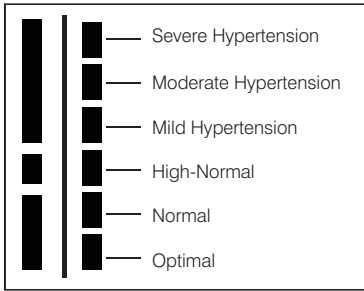 Severe Hypertension
Moderate Hypertension
Mild Hypertension
High-Normal
Normal
Optimal